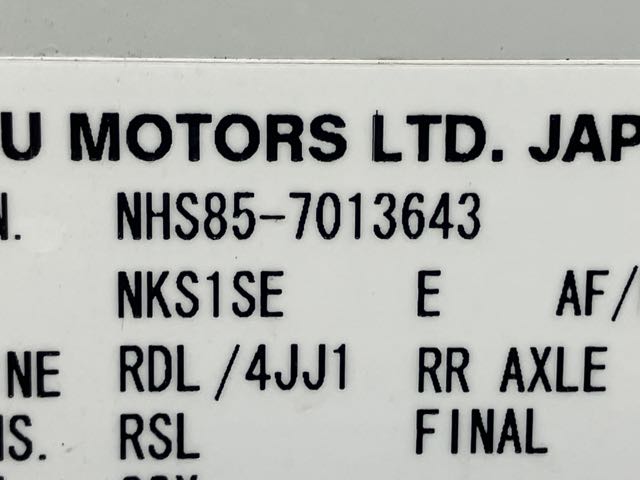 U MOTORS LTD. JAP
N. NHS85-7013643
NKS1SE E AF/
NE RDL/4JJ1 RR AXLE
S. RSL FINAL